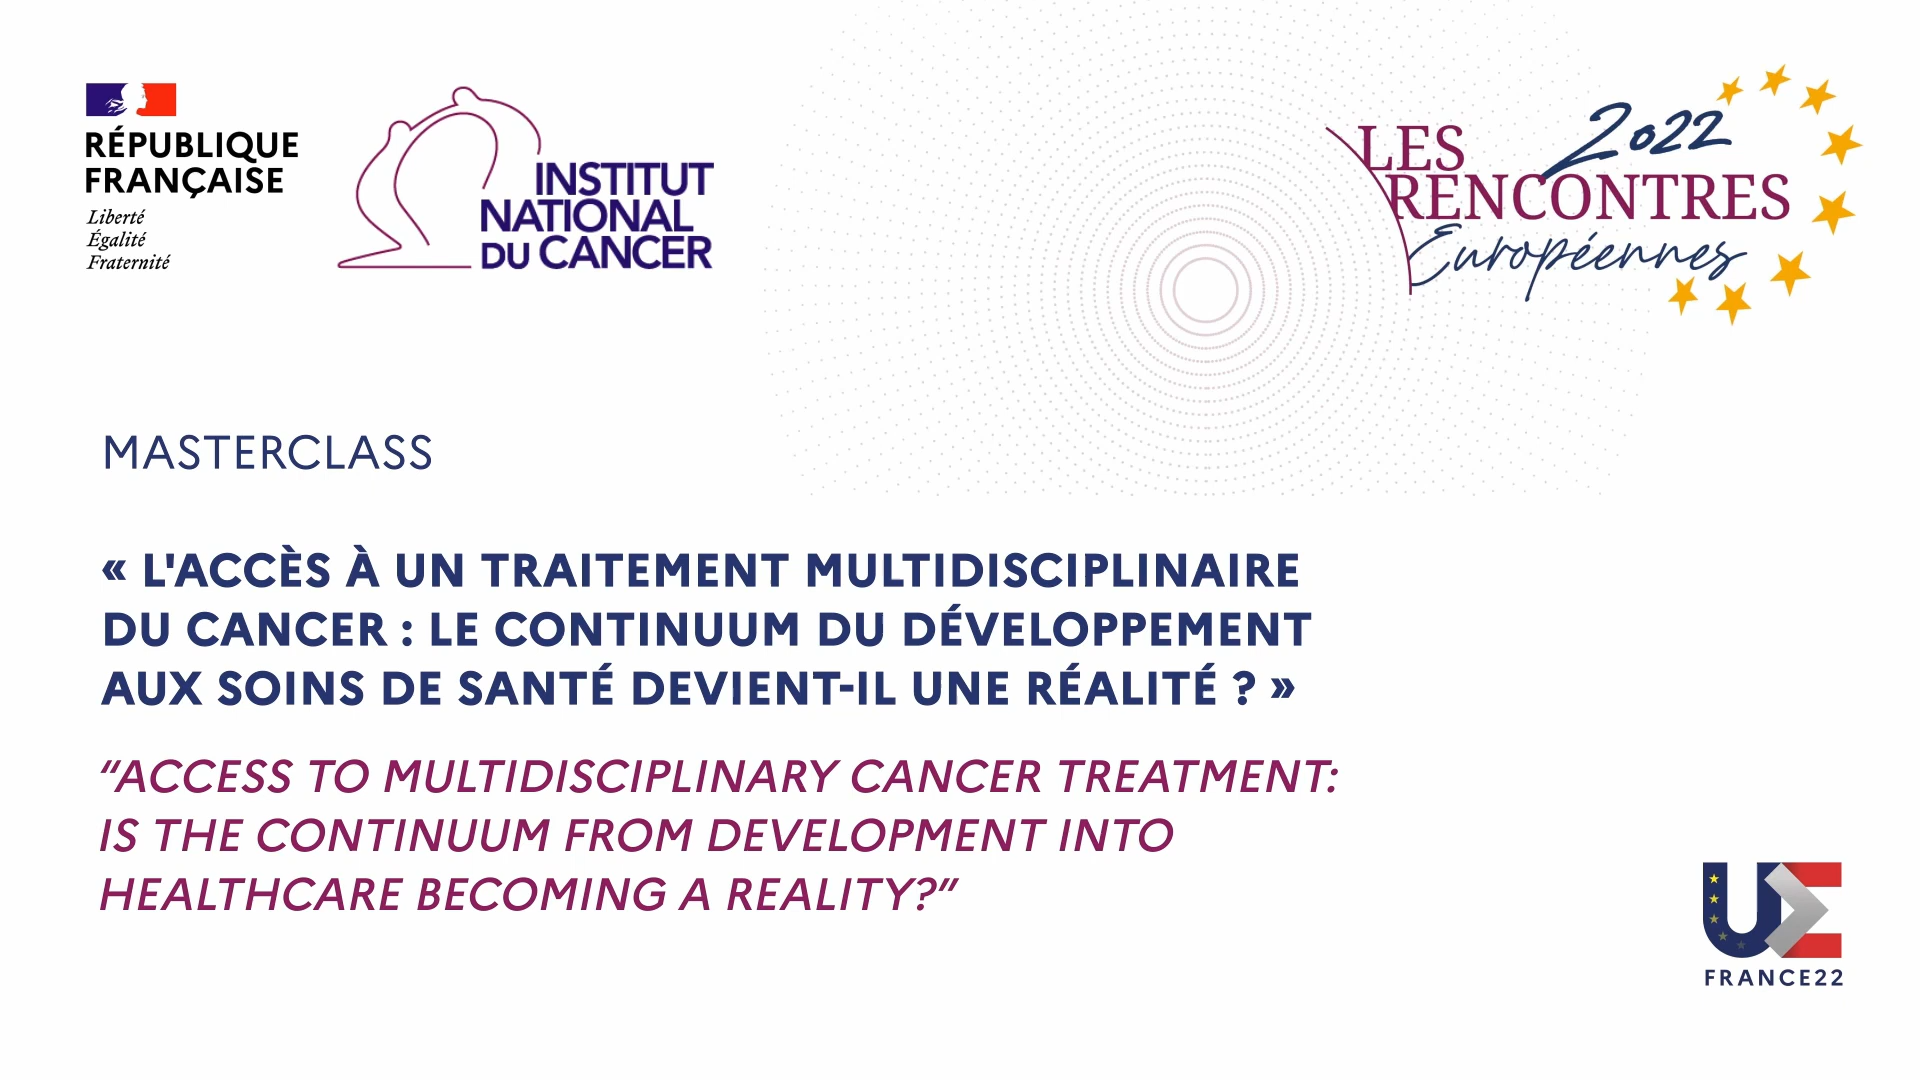 RÉPUBLIQUE
FRANÇAISE
Liberté
Égalité
Fraternité
INSTITUT
NATIONAL
DU CANCER
LES
2022
RENCONTRES
Européennes
MASTERCLASS
« L'ACCÈS À UN TRAITEMENT MULTIDISCIPLINAIRE
DU CANCER : LE CONTINUUM DU DÉVELOPPEMENT
AUX SOINS DE SANTÉ DEVIENT-IL UNE RÉALITÉ ? »
“ACCESS TO MULTIDISCIPLINARY CANCER TREATMENT:
IS THE CONTINUUM FROM DEVELOPMENT INTO
HEALTHCARE BECOMING A REALITY?”
UE
FRANCE22